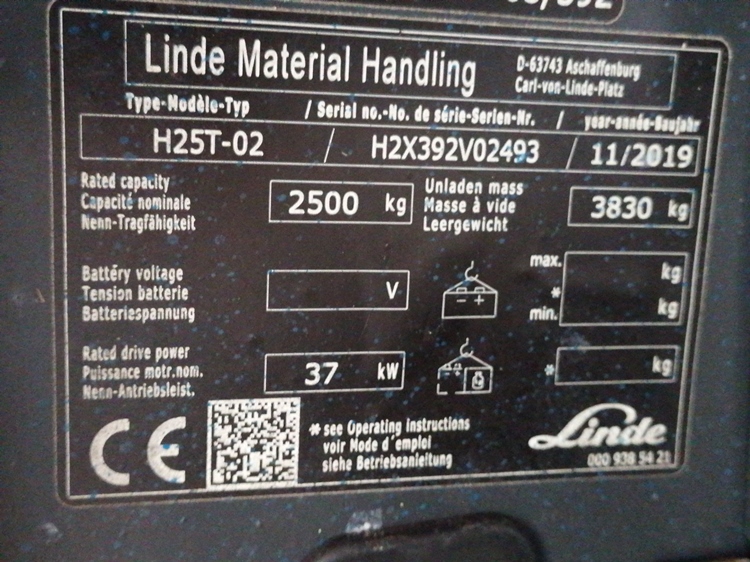 Linde Material Handling
D-63743 Aschaffenburg
Carl-von-Linde-Platz
Type-Modèle-Typ / Serial no.-No. de série-Serien-Nr. / year-année-Baujahr
H25T-02 / H2X392V02493 / 11/2019
Rated capacity
Capacité nominale
Nenn-Tragfähigkeit
2500 kg
Unladen mass
Masse à vide
Leergewicht
3830 kg
Battery voltage
Tension batterie
Batteriespannung
V
- +
max. kg
*
min. kg
Rated drive power
Puissance motr.nom.
Nenn-Antriebsleist.
37 kW
* kg
CE
* see Operating instructions
voir Mode d'emploi
siehe Betriebsanleitung
Linde
000 938 54 21